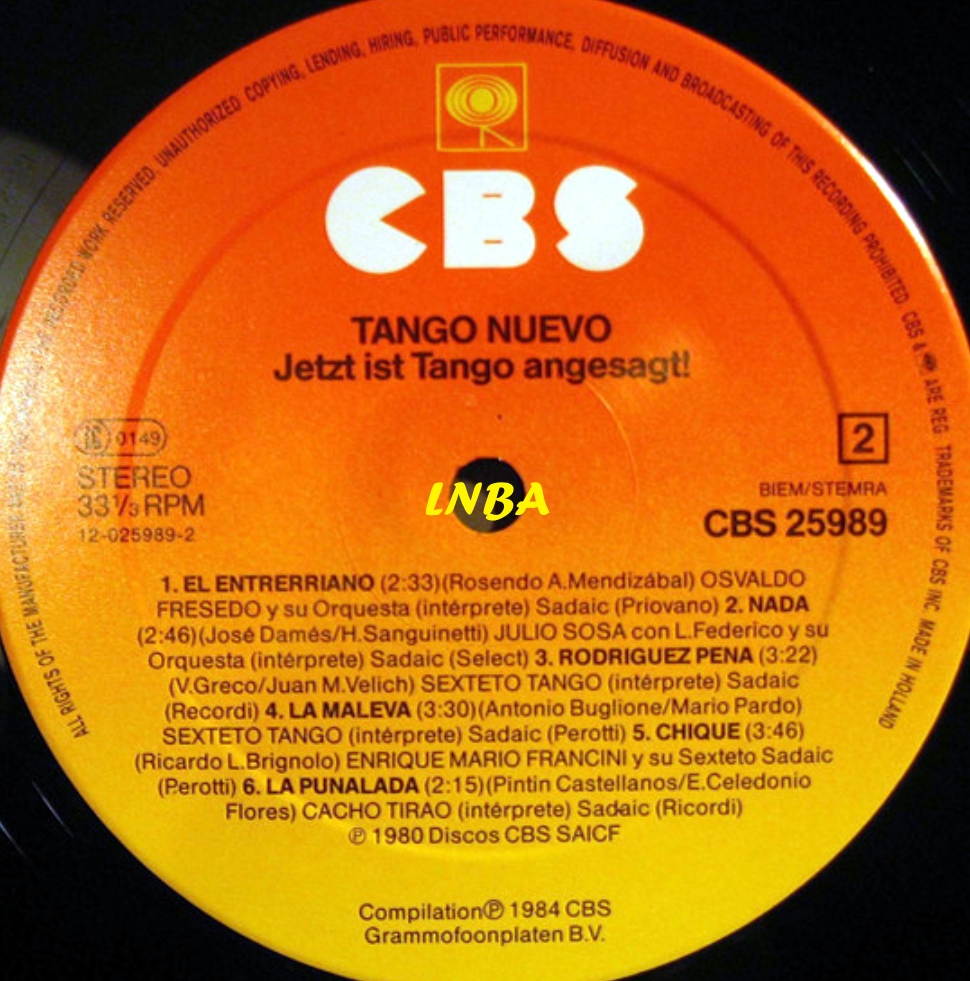 ALL RIGHTS OF THE MANUFACTURER AND OF THE OWNER OF THE RECORDED WORK RESERVED. UNAUTHORIZED COPYING, LENDING, HIRING, PUBLIC PERFORMANCE, DIFFUSION AND BROADCASTING OF THIS RECORDING PROHIBITED. CBS & ARE REG. TRADEMARKS OF CBS INC. MADE IN HOLLAND
CBS
TANGO NUEVO
Jetzt ist Tango angesagt!
LC 0149
STEREO
33 1/3 RPM
12-025989-2
2
BIEM/STEMRA
CBS 25989
LNBA
1. EL ENTRERRIANO (2:33)(Rosendo A.Mendizábal) OSVALDO
FRESEDO y su Orquesta (intérprete) Sadaic (Priovano) 2. NADA
(2:46)(José Damés/H.Sanguinetti) JULIO SOSA con L.Federico y su
Orquesta (intérprete) Sadaic (Select) 3. RODRIGUEZ PENA (3:22)
(V.Greco/Juan M.Velich) SEXTETO TANGO (intérprete) Sadaic
(Recordi) 4. LA MALEVA (3:30)(Antonio Buglione/Mario Pardo)
SEXTETO TANGO (intérprete) Sadaic (Perotti) 5. CHIQUE (3:46)
(Ricardo L.Brignolo) ENRIQUE MARIO FRANCINI y su Sexteto Sadaic
(Perotti) 6. LA PUNALADA (2:15)(Pintin Castellanos/E.Celedonio
Flores) CACHO TIRAO (intérprete) Sadaic (Ricordi)
℗ 1980 Discos CBS SAICF
Compilation℗ 1984 CBS
Grammofoonplaten B.V.